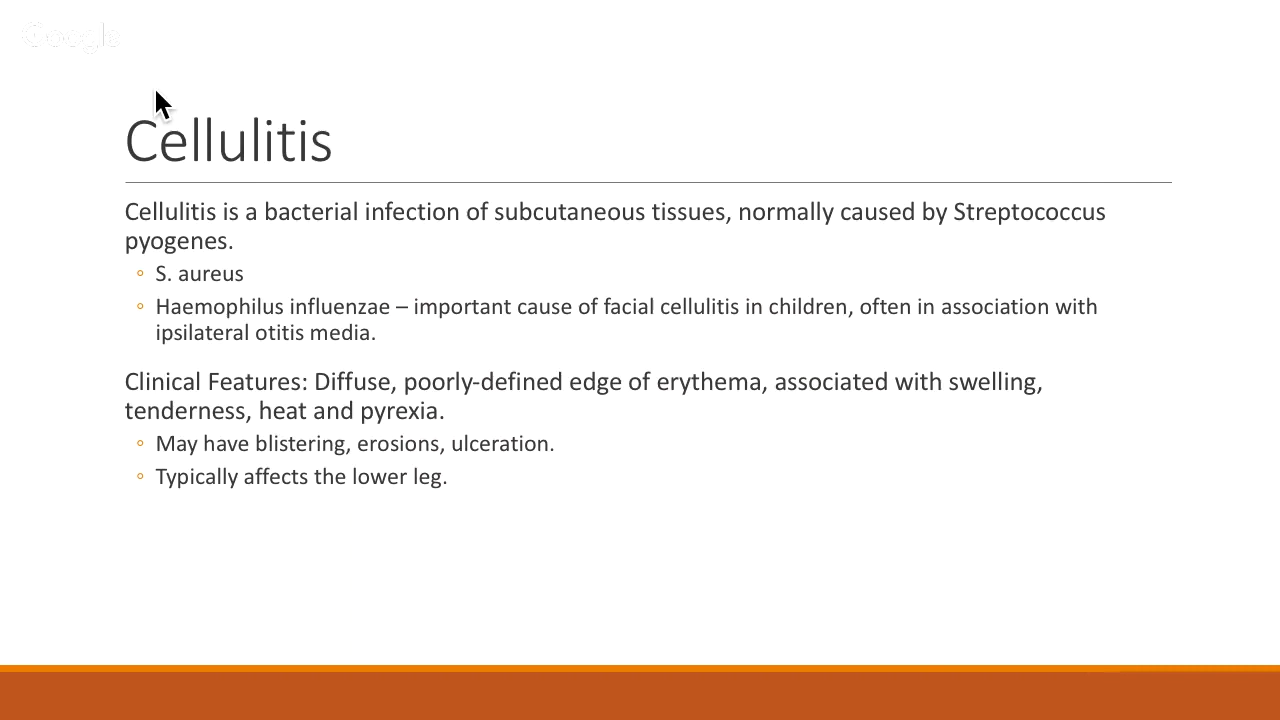 Google
Cellulitis
Cellulitis is a bacterial infection of subcutaneous tissues, normally caused by Streptococcus
pyogenes.
◦ S. aureus
◦ Haemophilus influenzae – important cause of facial cellulitis in children, often in association with
ipsilateral otitis media.
Clinical Features: Diffuse, poorly-defined edge of erythema, associated with swelling,
tenderness, heat and pyrexia.
◦ May have blistering, erosions, ulceration.
◦ Typically affects the lower leg.